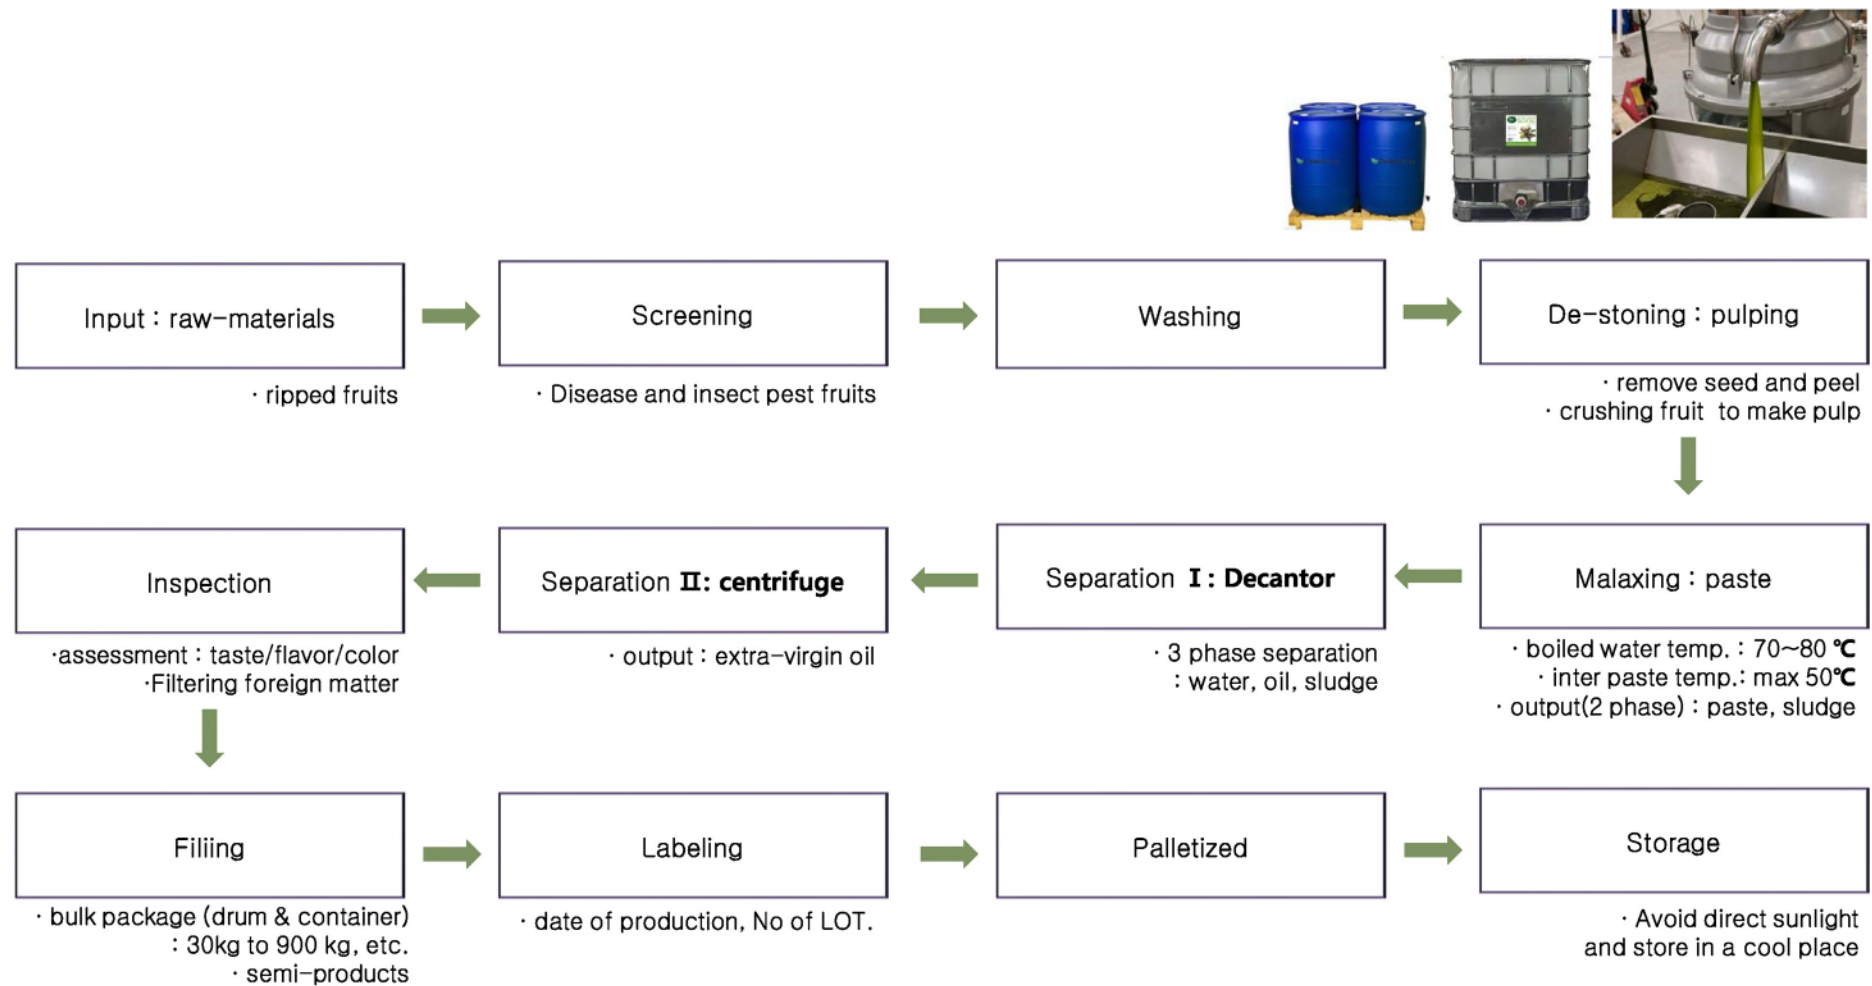 Input : raw-materials
· ripped fruits
Screening
· Disease and insect pest fruits
Washing
De-stoning : pulping
· remove seed and peel
· crushing fruit to make pulp
Malaxing : paste
· boiled water temp. : 70~80 ℃
· inter paste temp.: max 50℃
· output(2 phase) : paste, sludge
Separation Ⅰ: Decantor
· 3 phase separation
: water, oil, sludge
Separation Ⅱ: centrifuge
· output : extra-virgin oil
Inspection
·assessment : taste/flavor/color
·Filtering foreign matter
Filiing
· bulk package (drum & container)
: 30kg to 900 kg, etc.
· semi-products
Labeling
· date of production, No of LOT.
Palletized
Storage
· Avoid direct sunlight
and store in a cool place